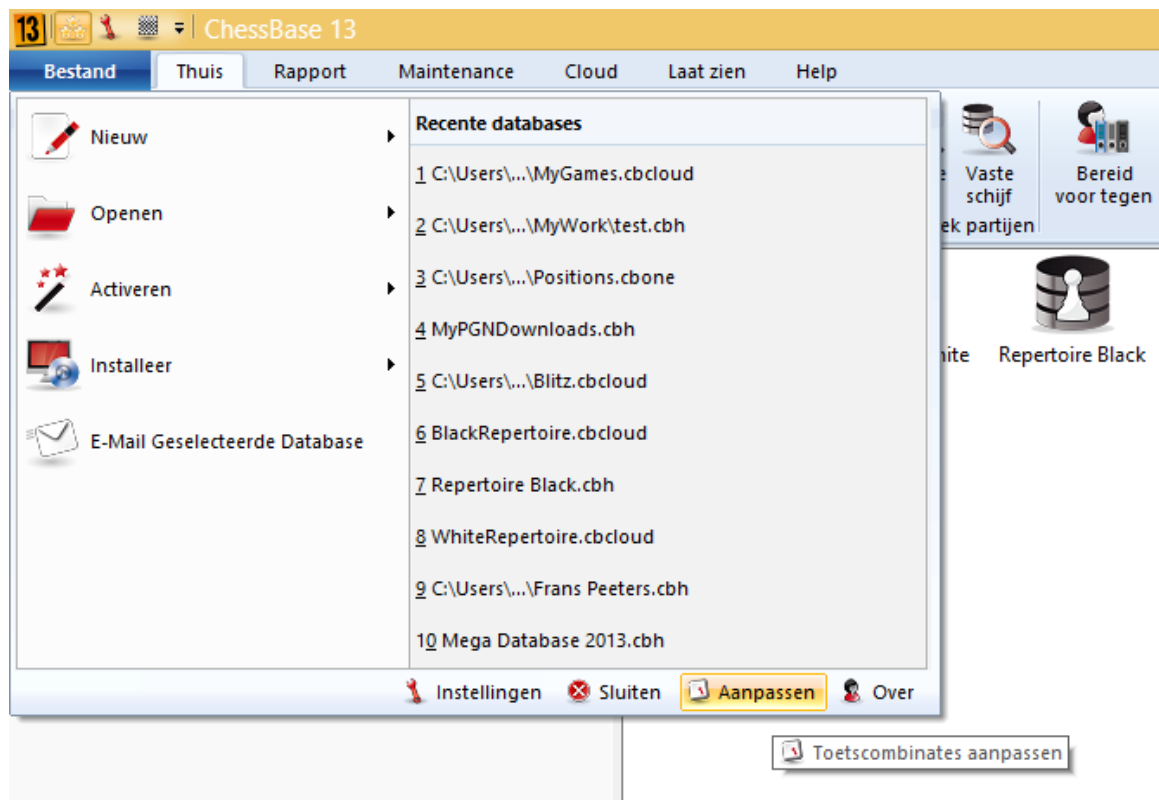 13 ChessBase 13
Bestand Thuis Rapport Maintenance Cloud Laat zien Help
Nieuw
Openen
Activeren
Installeer
E-Mail Geselecteerde Database
Recente databases
1 C:\Users\...\MyGames.cbcloud
2 C:\Users\...\MyWork\test.cbh
3 C:\Users\...\Positions.cbone
4 MyPGNDownloads.cbh
5 C:\Users\...\Blitz.cbcloud
6 BlackRepertoire.cbcloud
7 Repertoire Black.cbh
8 WhiteRepertoire.cbcloud
9 C:\Users\...\Frans Peeters.cbh
10 Mega Database 2013.cbh
Instellingen Sluiten Aanpassen Over
Vaste
schijf
ek partijen
Bereid
voor tegen
Repertoire Black
Toetscombinates aanpassen